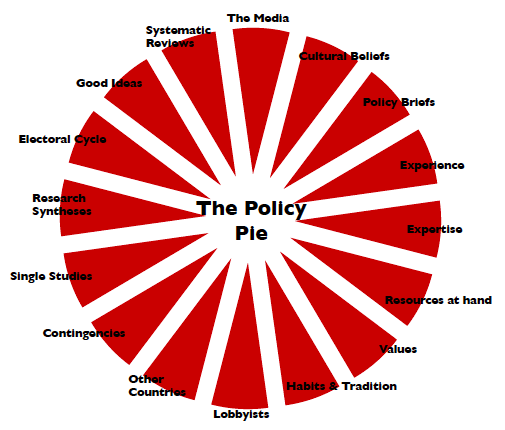 The Media
Cultural Beliefs
Policy Briefs
Experience
Expertise
Resources at hand
Values
Habits & Tradition
Lobbyists
Other
Countries
Contingencies
Single Studies
Research
Syntheses
Electoral Cycle
Good Ideas
Systematic
Reviews
The Policy
Pie